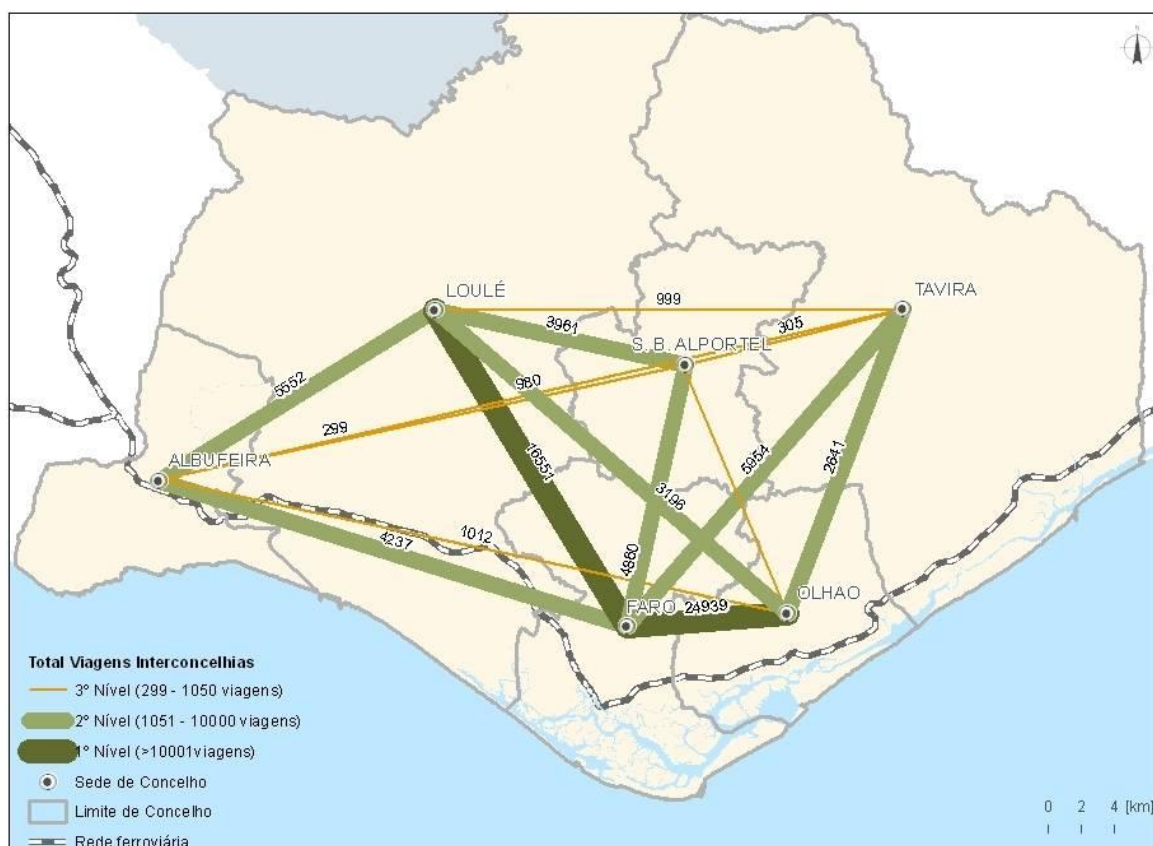 N
LOULÉ
TAVIRA
999
3961
305
S. B. ALPORTEL
980
5552
299
ALBUFEIRA
16551
5954
2641
3196
1012
4237
4880
OLHAO
FARO
24939
Total Viagens Interconcelhias
3º Nível (299 - 1050 viagens)
2º Nível (1051 - 10000 viagens)
1º Nível (>10001viagens)
Sede de Concelho
Limite de Concelho
Rede ferroviária
0 2 4 [km]